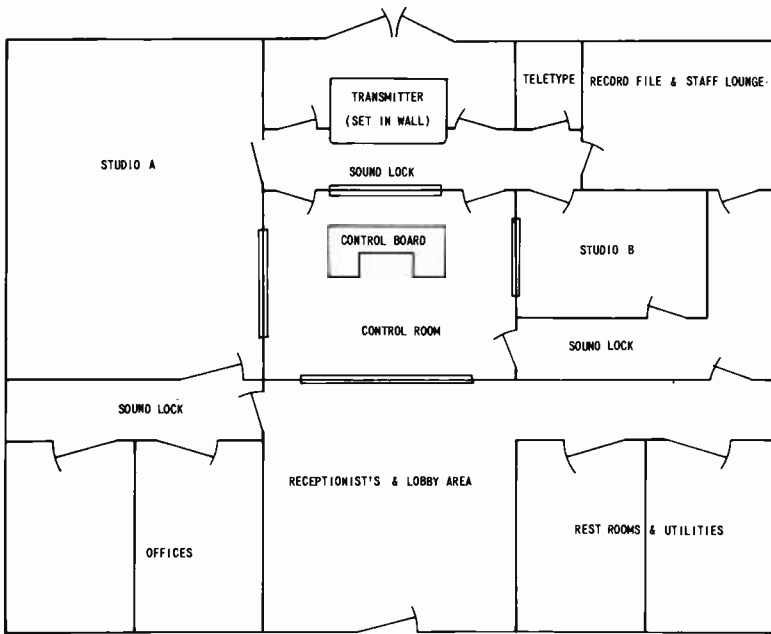 TELETYPE
RECORD FILE & STAFF LOUNGE
TRANSMITTER
(SET IN WALL)
STUDIO A
SOUND LOCK
CONTROL BOARD
STUDIO B
CONTROL ROOM
SOUND LOCK
SOUND LOCK
RECEPTIONIST'S & LOBBY AREA
REST ROOMS & UTILITIES
OFFICES